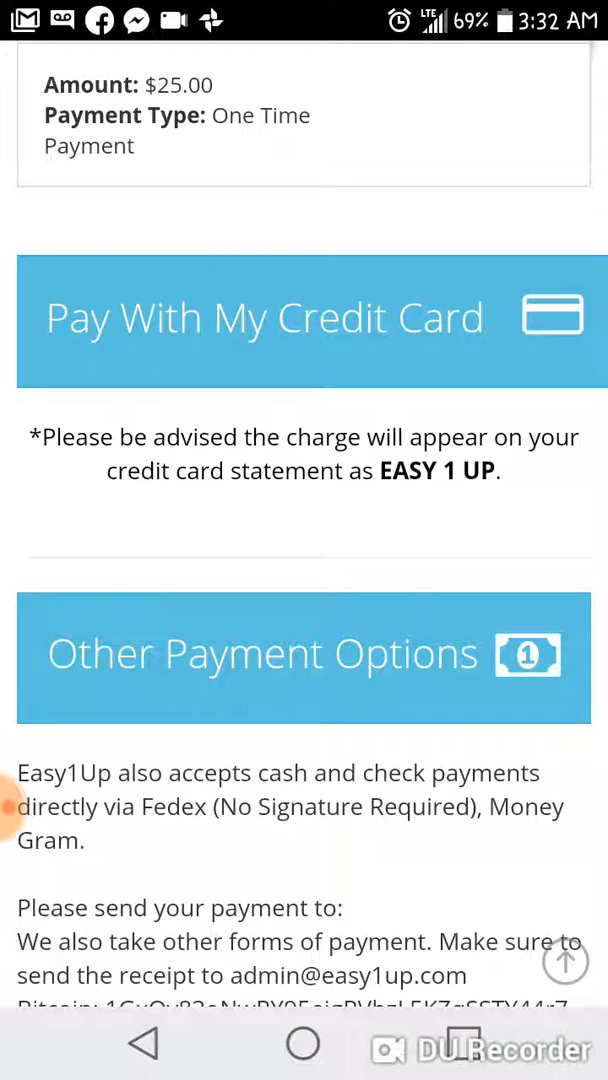 LTE 69% 3:32 AM
Amount: $25.00
Payment Type: One Time
Payment
Pay With My Credit Card
*Please be advised the charge will appear on your
credit card statement as EASY 1 UP.
Other Payment Options 1
Easy1Up also accepts cash and check payments
directly via Fedex (No Signature Required), Money
Gram.
Please send your payment to:
We also take other forms of payment. Make sure to
send the receipt to admin@easy1up.com
Bitcoin:
DU Recorder